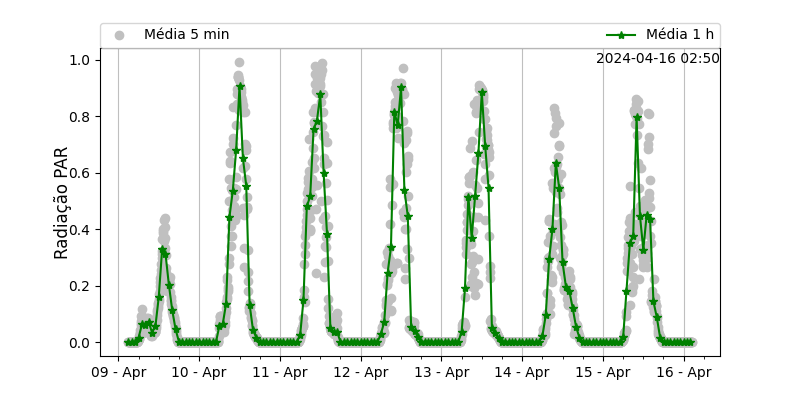 Média 5 min
Média 1 h
2024-04-16 02:50
Radiação PAR
1.0
0.8
0.6
0.4
0.2
0.0
09 - Apr
10 - Apr
11 - Apr
12 - Apr
13 - Apr
14 - Apr
15 - Apr
16 - Apr